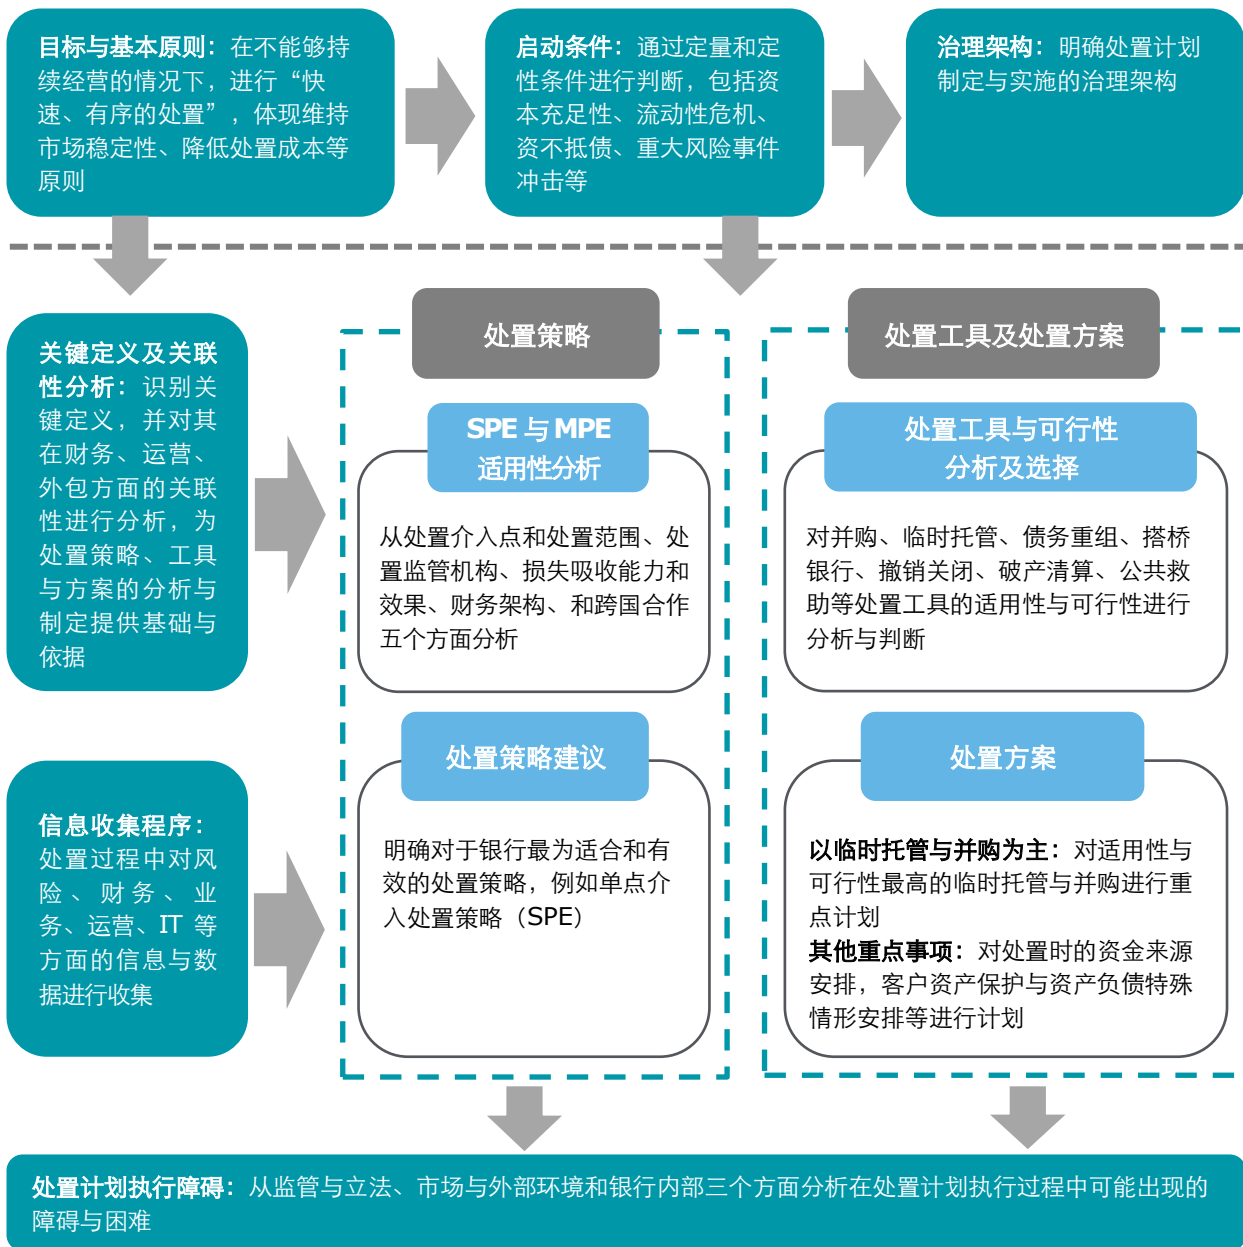 目标与基本原则：在不能够持
续经营的情况下，进行“快
速、有序的处置”，体现维持
市场稳定性、降低处置成本等
原则
启动条件：通过定量和定
性条件进行判断，包括资
本充足性、流动性危机、
资不抵债、重大风险事件
冲击等
治理架构：明确处置计划
制定与实施的治理架构
关键定义及关联
性分析：识别关
键定义，并对其
在财务、运营、
外包方面的关联
性进行分析，为
处置策略、工具
与方案的分析与
制定提供基础与
依据
信息收集程序：
处置过程中对风
险、财务、业
务、运营、IT 等
方面的信息与数
据进行收集
处置策略
SPE 与 MPE
适用性分析
从处置介入点和处置范围、处
置监管机构、损失吸收能力和
效果、财务架构、和跨国合作
五个方面分析
处置策略建议
明确对于银行最为适合和有
效的处置策略，例如单点介
入处置策略（SPE）
处置工具及处置方案
处置工具与可行性
分析及选择
对并购、临时托管、债务重组、搭桥
银行、撤销关闭、破产清算、公共救
助等处置工具的适用性与可行性进行
分析与判断
处置方案
以临时托管与并购为主：对适用性与
可行性最高的临时托管与并购进行重
点计划
其他重点事项：对处置时的资金来源
安排，客户资产保护与资产负债特殊
情形安排等进行计划
处置计划执行障碍：从监管与立法、市场与外部环境和银行内部三个方面分析在处置计划执行过程中可能出现的
障碍与困难